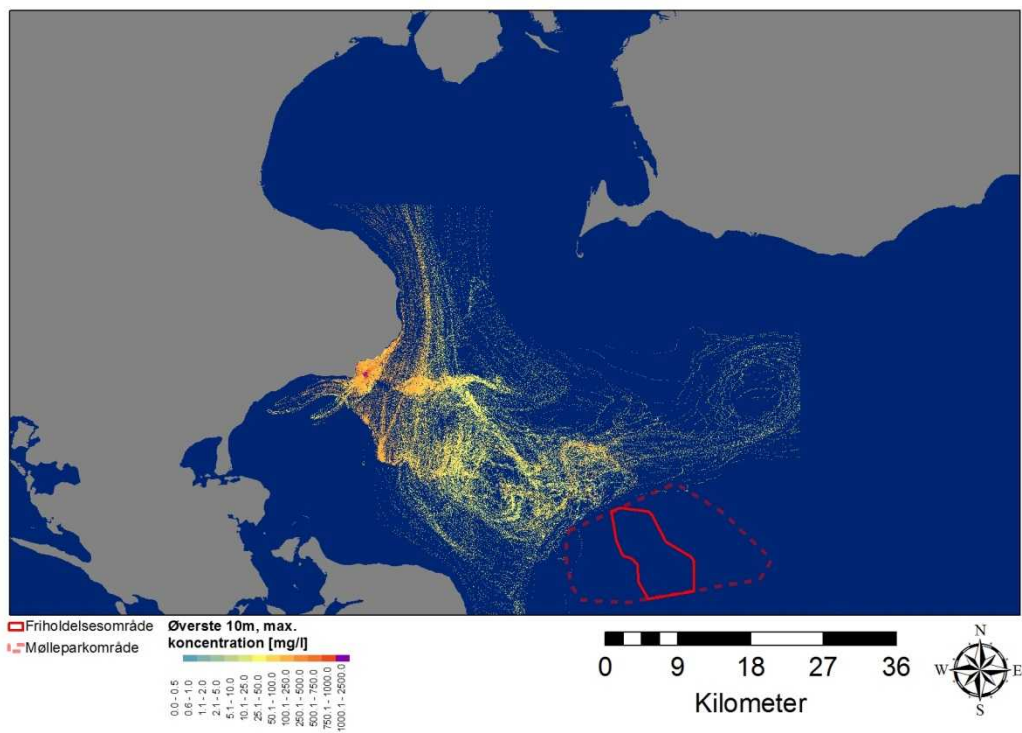 Friholdelsesområde
Mølleparkområde
Øverste 10m, max.
koncentration [mg/l]
0.0 - 0.5
0.6 - 1.0
1.1 - 2.0
2.1 - 5.0
5.1 - 10.0
10.1 - 25.0
25.1 - 50.0
50.1 - 100.0
100.1 - 250.0
250.1 - 500.0
500.1 - 750.0
750.1 - 1000.0
1000.1 - 2500.0
0 9 18 27 36
Kilometer
N
W E
S